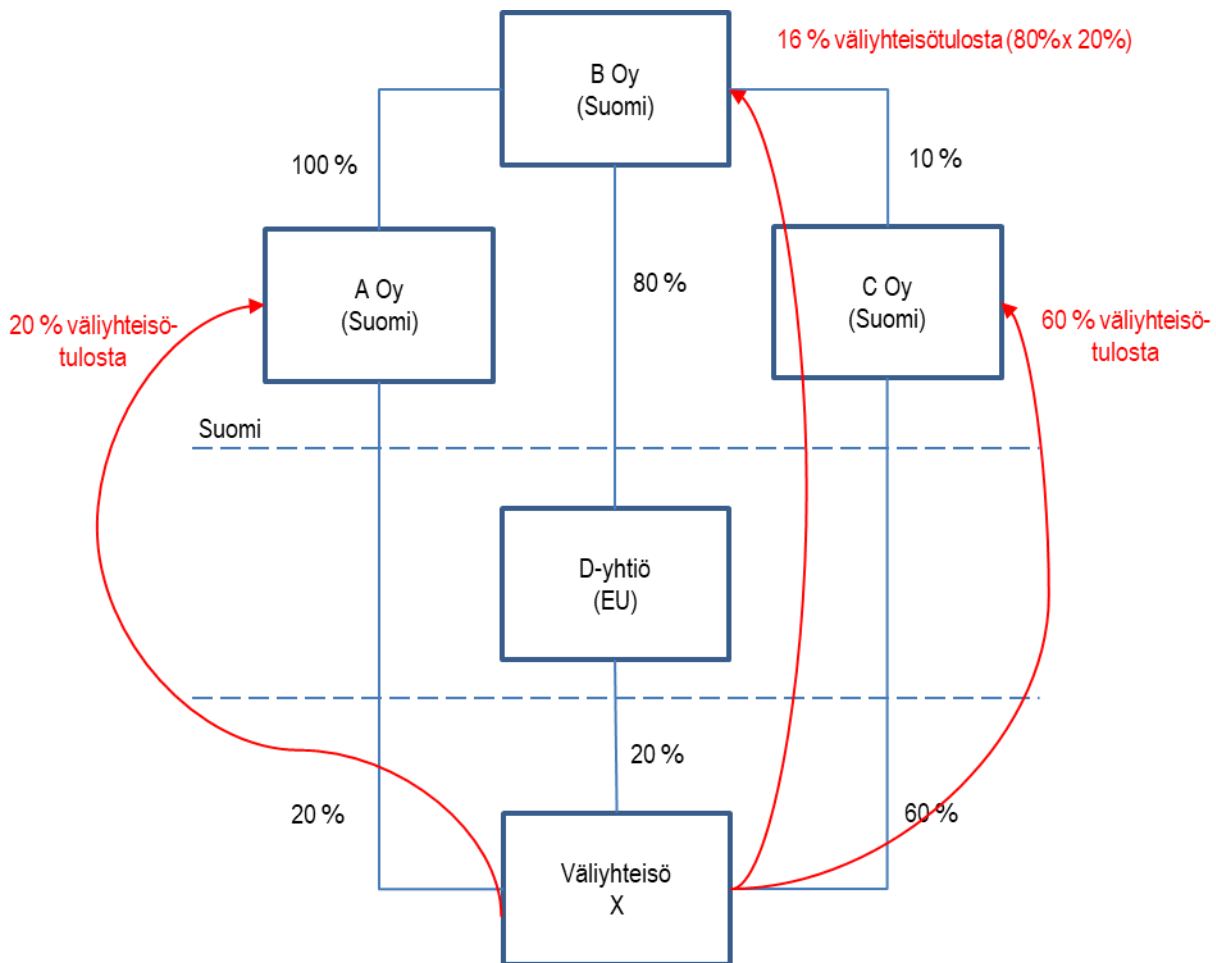 16 % väliyhteisötulosta (80%x 20%)
B Oy
(Suomi)
100 %
10 %
A Oy
(Suomi)
80 %
C Oy
(Suomi)
20 % väliyhteisö-
tulosta
60 % väliyhteisö-
tulosta
Suomi
D-yhtiö
(EU)
20 %
20 %
60 %
Väliyhteisö
X